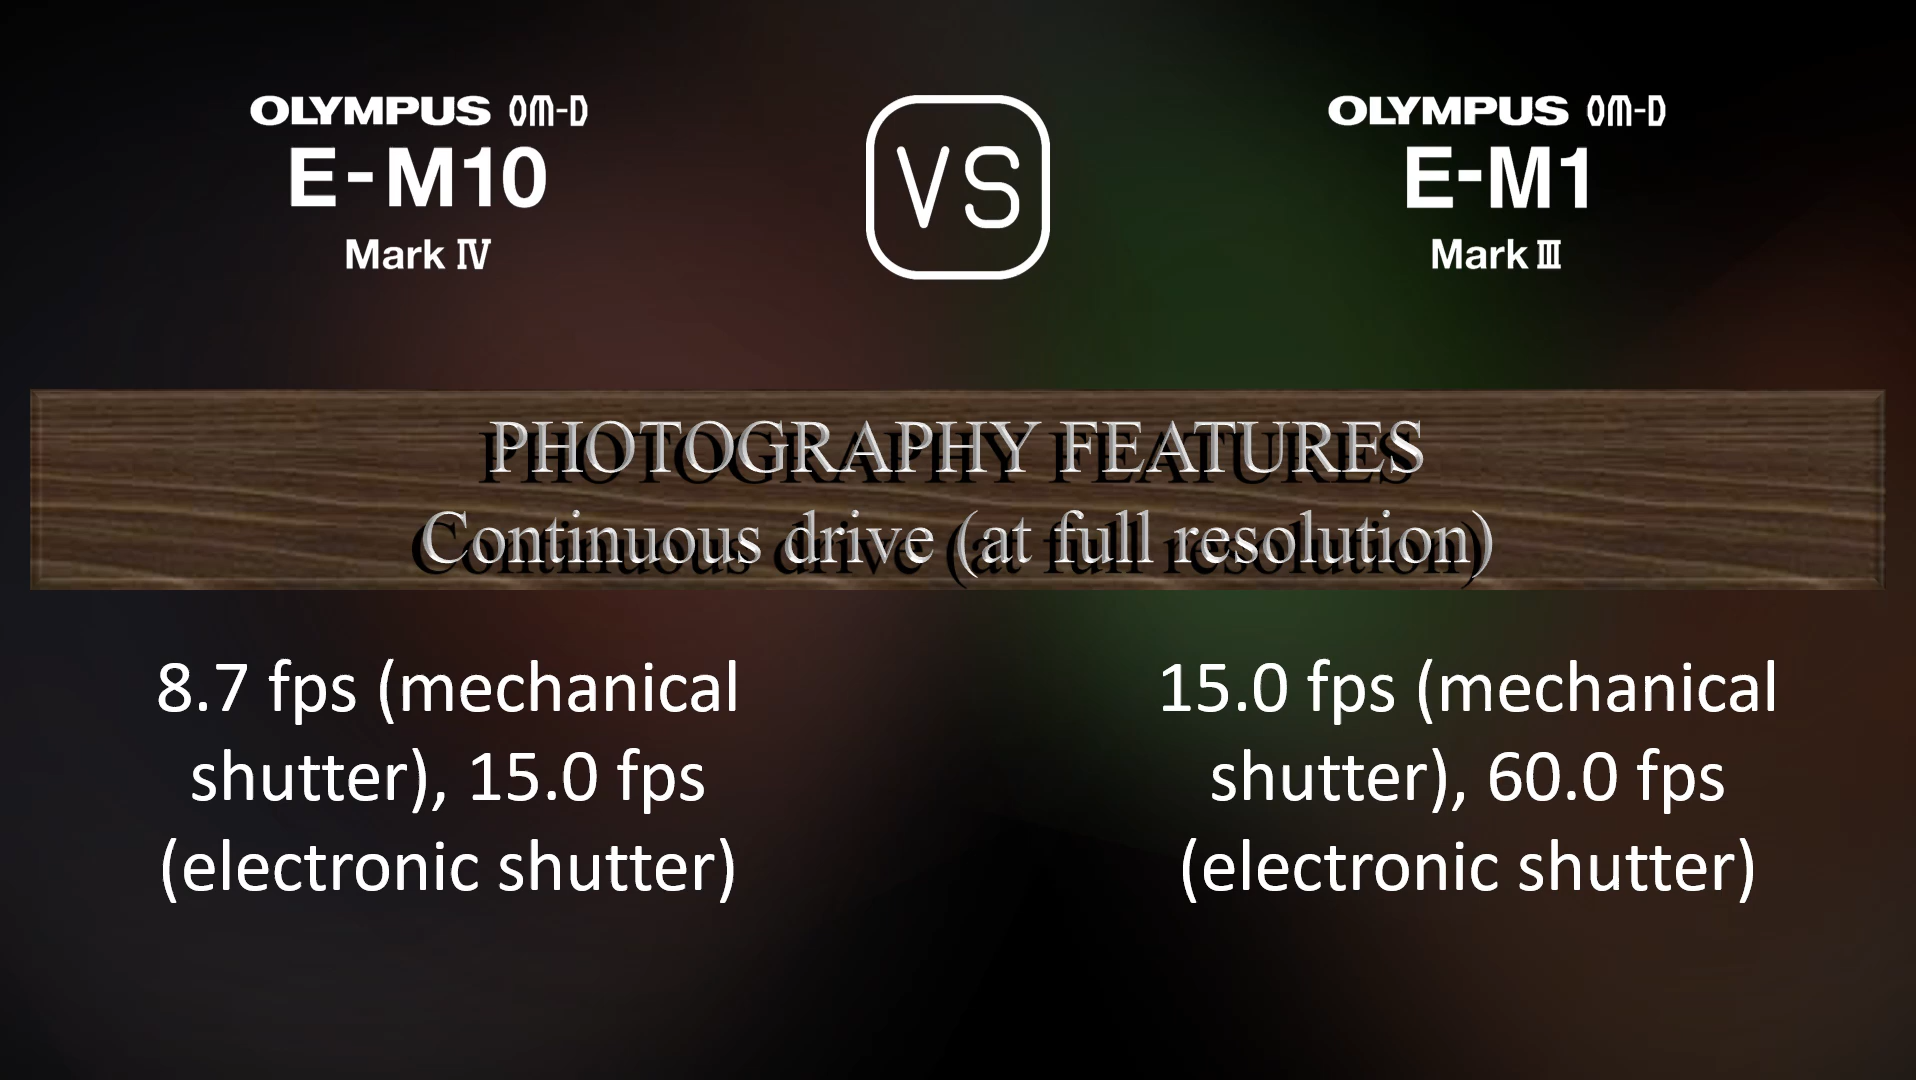 OLYMPUS OM-D
E-M10
Mark IV
VS
OLYMPUS OM-D
E-M1
Mark III
PHOTOGRAPHY FEATURES
Continuous drive (at full resolution)
8.7 fps (mechanical
shutter), 15.0 fps
(electronic shutter)
15.0 fps (mechanical
shutter), 60.0 fps
(electronic shutter)